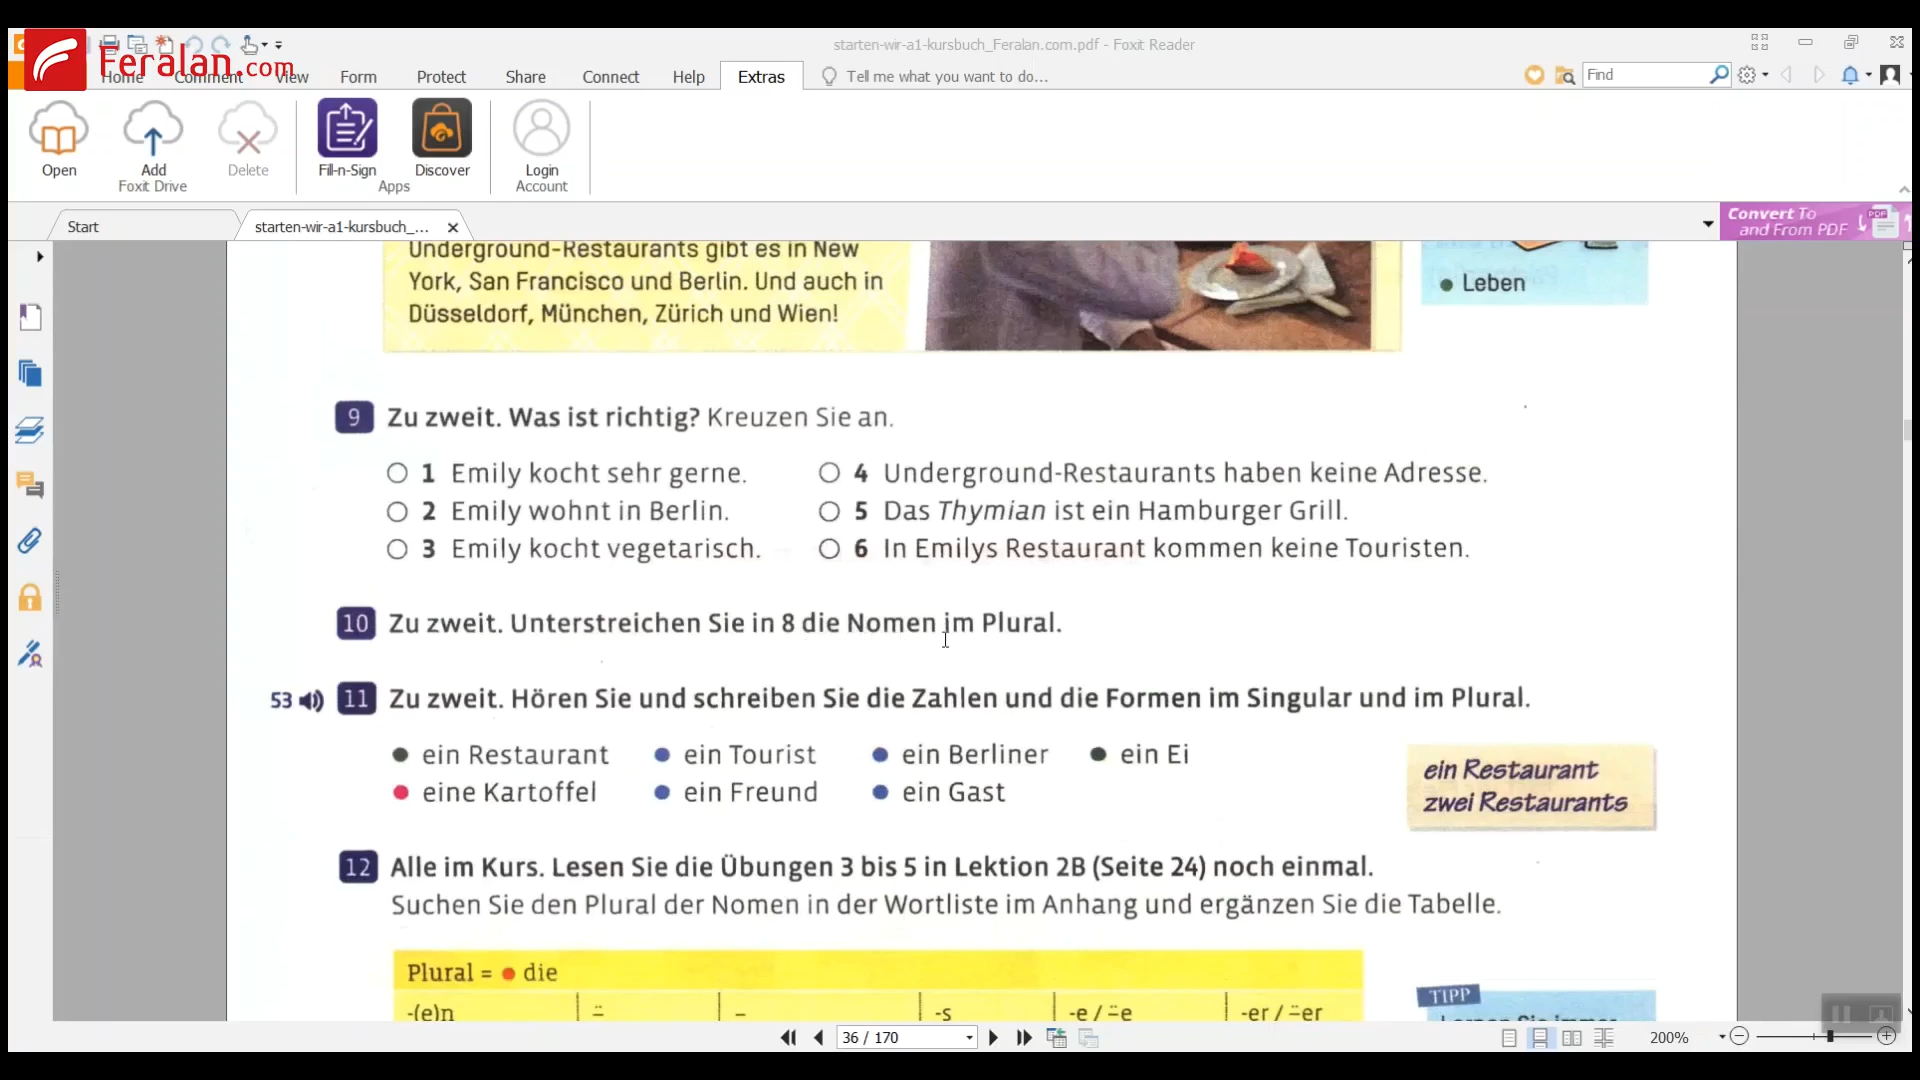 Feralan.com
starten-wir-a1-kursbuch_Feralan.com.pdf - Foxit Reader
Home Comment View Form Protect Share Connect Help Extras Tell me what you want to do... Find
Open Add Delete Fill-n-Sign Discover Login
Foxit Drive Apps Account
Start starten-wir-a1-kursbuch_... Convert To
and From PDF PDF
Underground-Restaurants gibt es in New
York, San Francisco und Berlin. Und auch in
Düsseldorf, München, Zürich und Wien!
Leben
9 Zu zweit. Was ist richtig? Kreuzen Sie an.
1 Emily kocht sehr gerne.
2 Emily wohnt in Berlin.
3 Emily kocht vegetarisch.
4 Underground-Restaurants haben keine Adresse.
5 Das Thymian ist ein Hamburger Grill.
6 In Emilys Restaurant kommen keine Touristen.
10 Zu zweit. Unterstreichen Sie in 8 die Nomen im Plural.
53 11 Zu zweit. Hören Sie und schreiben Sie die Zahlen und die Formen im Singular und im Plural.
ein Restaurant ein Tourist ein Berliner ein Ei
eine Kartoffel ein Freund ein Gast
ein Restaurant
zwei Restaurants
12 Alle im Kurs. Lesen Sie die Übungen 3 bis 5 in Lektion 2B (Seite 24) noch einmal.
Suchen Sie den Plural der Nomen in der Wortliste im Anhang und ergänzen Sie die Tabelle.
Plural = die
-(e)n ¨ – -s -e / ¨e -er / ¨er
TIPP
Lernen Sie immer
36 / 170 200%